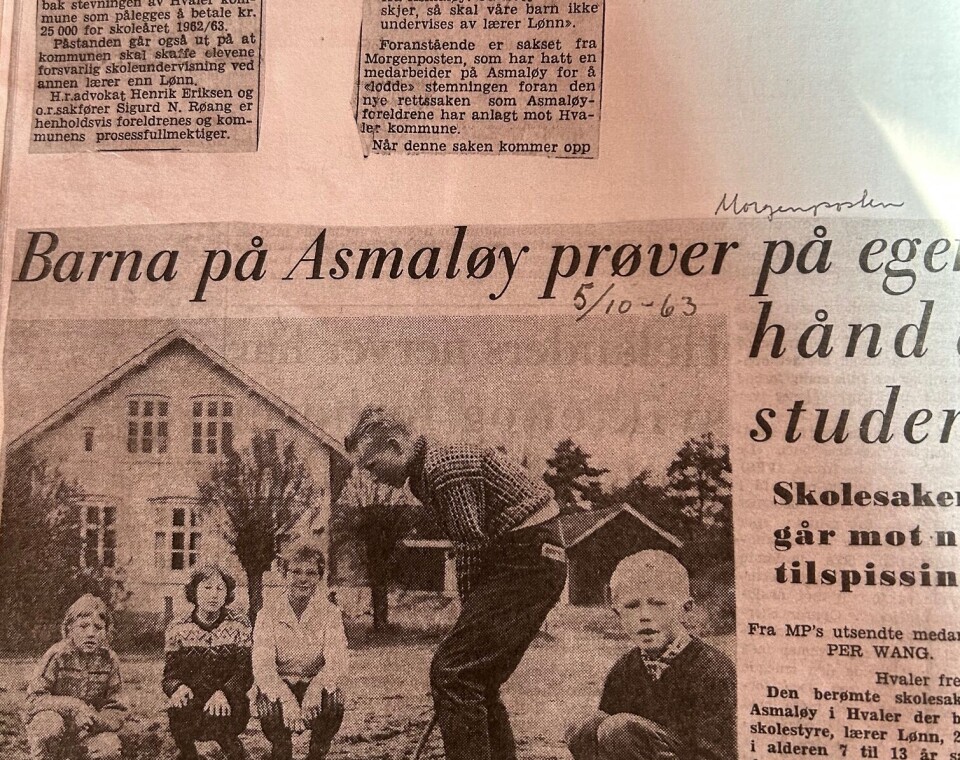 bak stevningen av Hvaler kom-
mune som pålegges å betale kr.
25 000 for skoleåret 1962/63.
Påstanden går også ut på at
kommunen skal skaffe elevene
forsvarlig skoleundervisning ved
annen lærer enn Lønn.
H.r.advokat Henrik Eriksen og
o.r.sakfører Sigurd N. Røang er
henholdsvis foreldrenes og kom-
munens prosessfullmektiger.
skjer, så skal våre barn ikke
undervises av lærer Lønn».
Foranstående er sakset fra
Morgenposten, som har hatt en
medarbeider på Asmaløy for å
«lodde» stemningen foran den
nye rettssaken som Asmaløy-
foreldrene har anlagt mot Hva-
ler kommune.
Når denne saken kommer opp
Morgenposten
Barna på Asmaløy prøver på egen
5/10-63
hånd
studer
Skolesaken
går mot n
tilspissin
Fra MP's utsendte medar
PER WANG.
Hvaler fre
Den berømte skolesak
Asmaløy i Hvaler der b
skolestyre, lærer Lønn, 2
i alderen 7 til 13 år sa